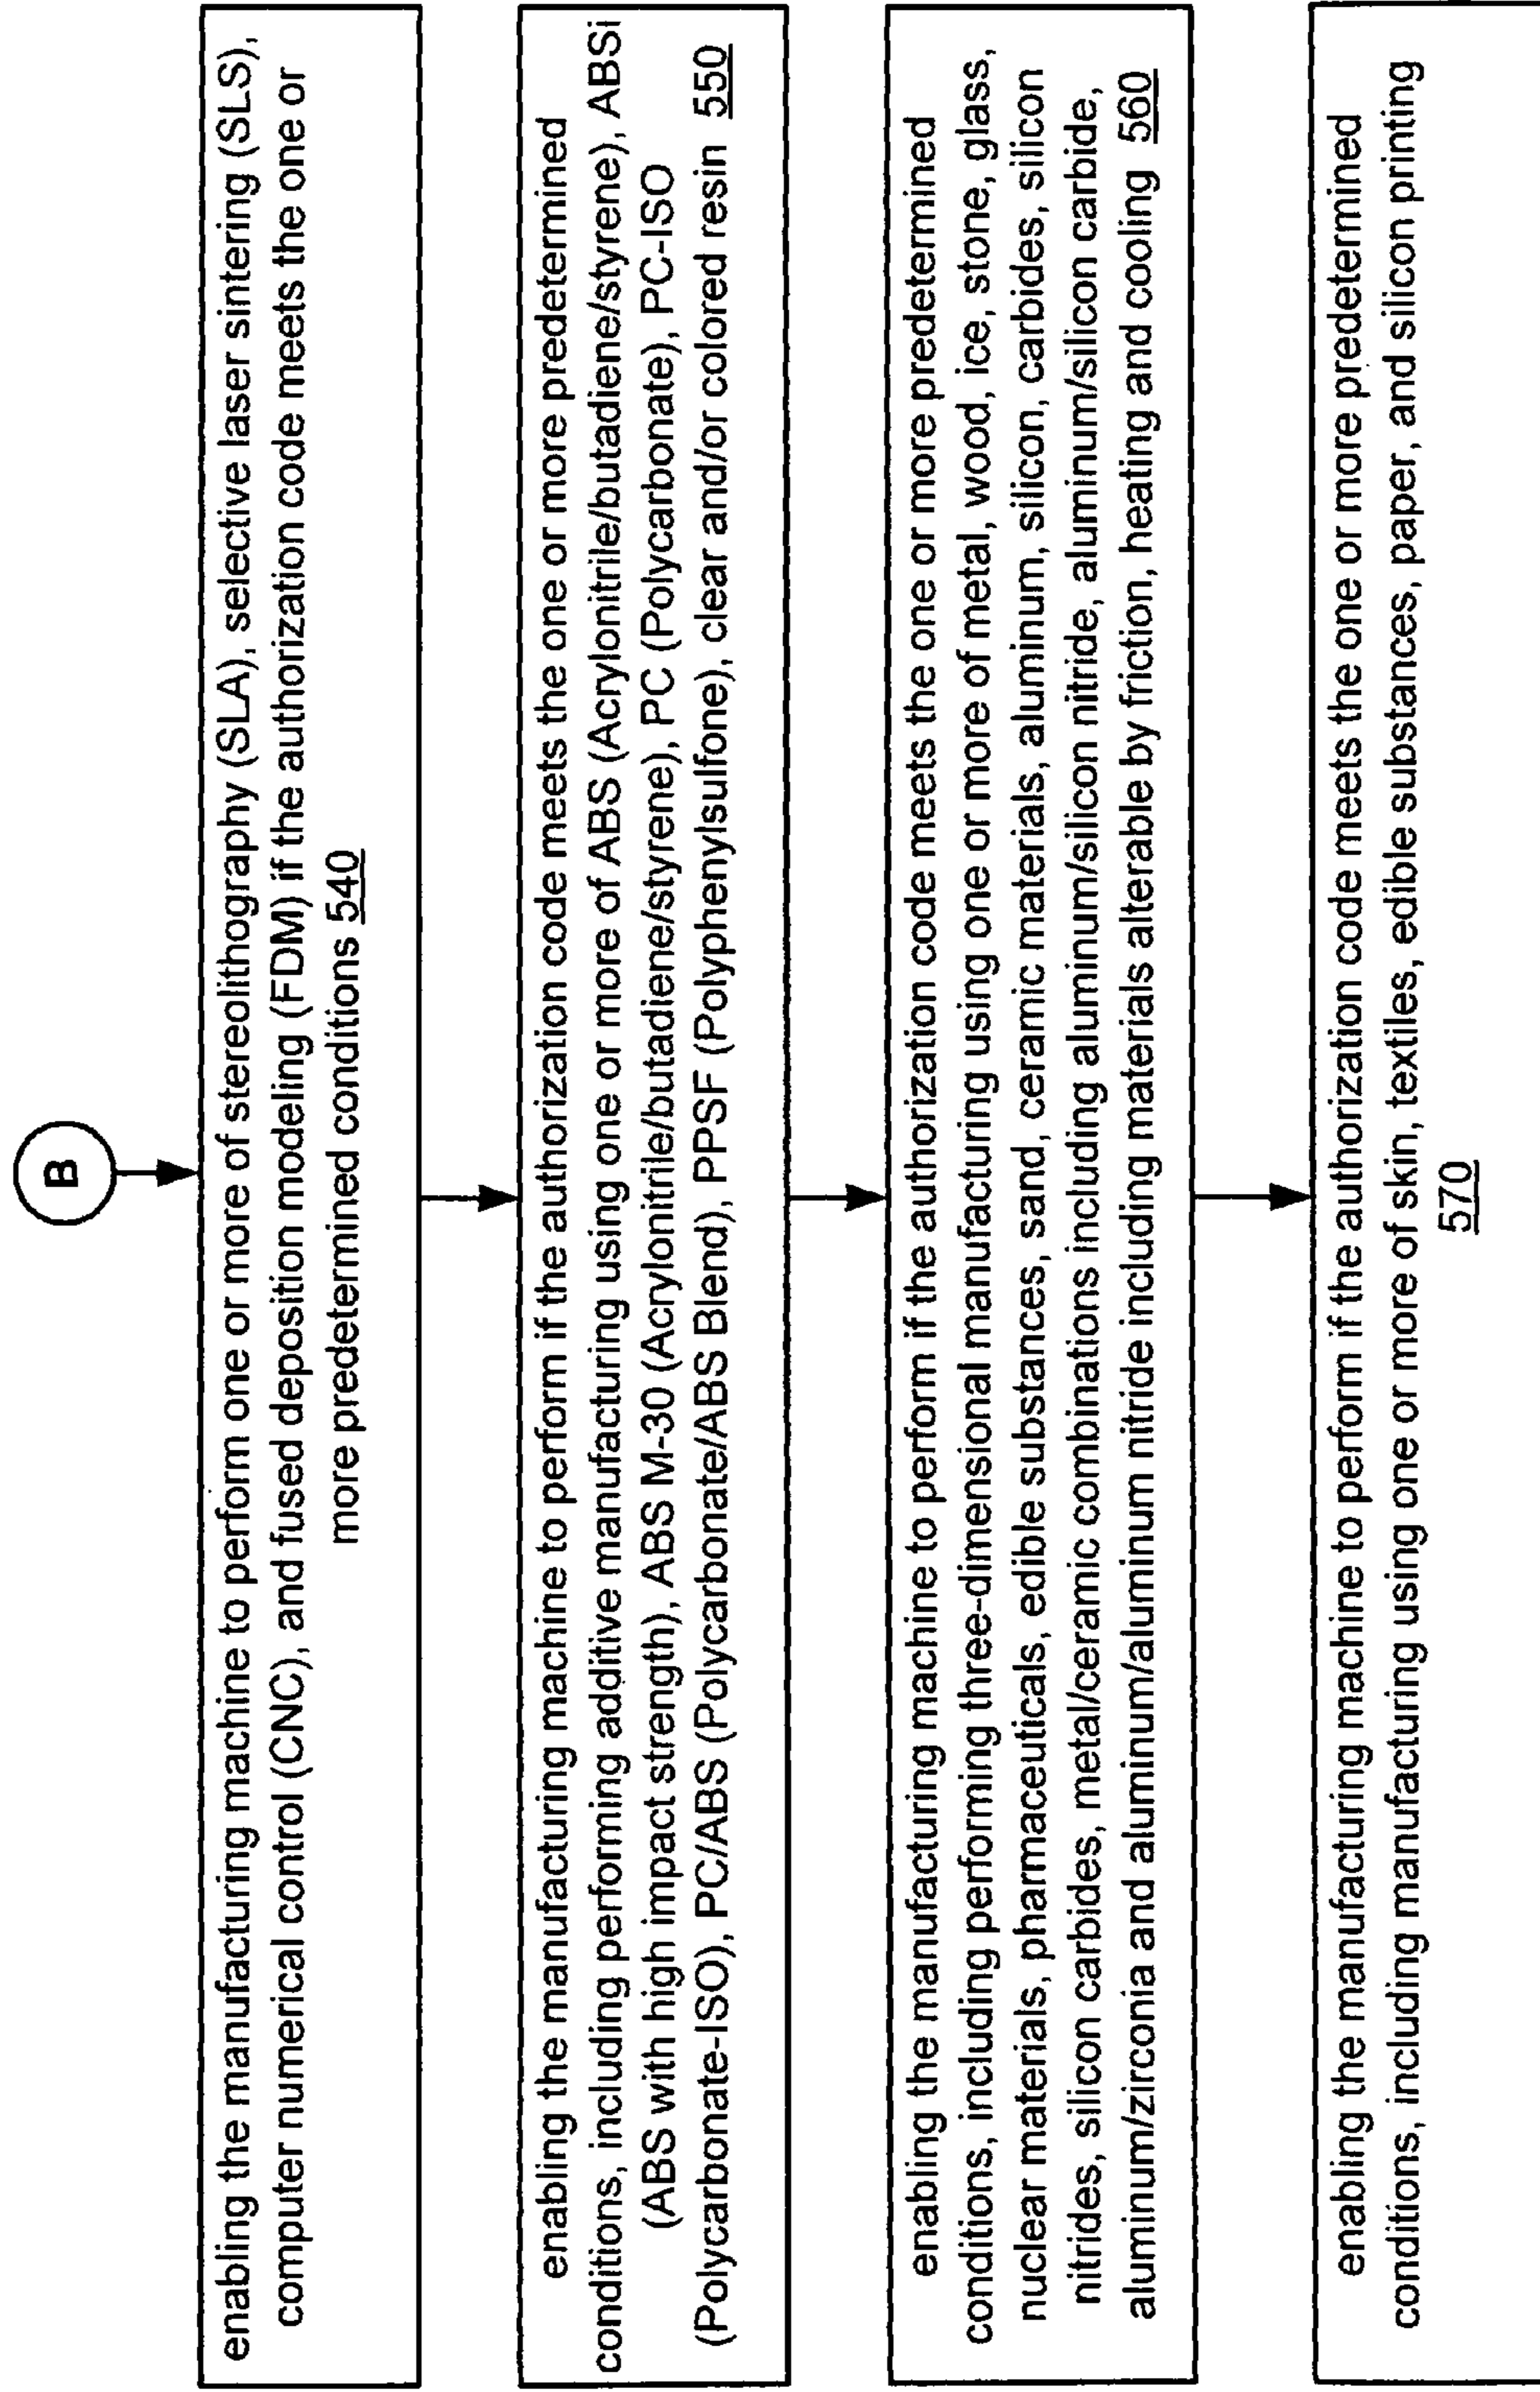 B
enabling the manufacturing machine to perform one or more of stereolithography (SLA), selective laser sintering (SLS),
computer numerical control (CNC), and fused deposition modeling (FDM) if the authorization code meets the one or
more predetermined conditions 540
enabling the manufacturing machine to perform if the authorization code meets the one or more predetermined
conditions, including performing additive manufacturing using one or more of ABS (Acrylonitrile/butadiene/styrene), ABSi
(ABS with high impact strength), ABS M-30 (Acrylonitrile/butadiene/styrene), PC (Polycarbonate), PC-ISO
(Polycarbonate-ISO), PC/ABS (Polycarbonate/ABS Blend), PPSF (Polyphenylsulfone), clear and/or colored resin 550
enabling the manufacturing machine to perform if the authorization code meets the one or more predetermined
conditions, including performing three-dimensional manufacturing using one or more of metal, wood, ice, stone, glass,
nuclear materials, pharmaceuticals, edible substances, sand, ceramic materials, aluminum, silicon, carbides, silicon
nitrides, silicon carbides, metal/ceramic combinations including aluminum/silicon nitride, aluminum/silicon carbide,
aluminum/zirconia and aluminum/aluminum nitride including materials alterable by friction, heating and cooling 560
enabling the manufacturing machine to perform if the authorization code meets the one or more predetermined
conditions, including manufacturing using one or more of skin, textiles, edible substances, paper, and silicon printing
570